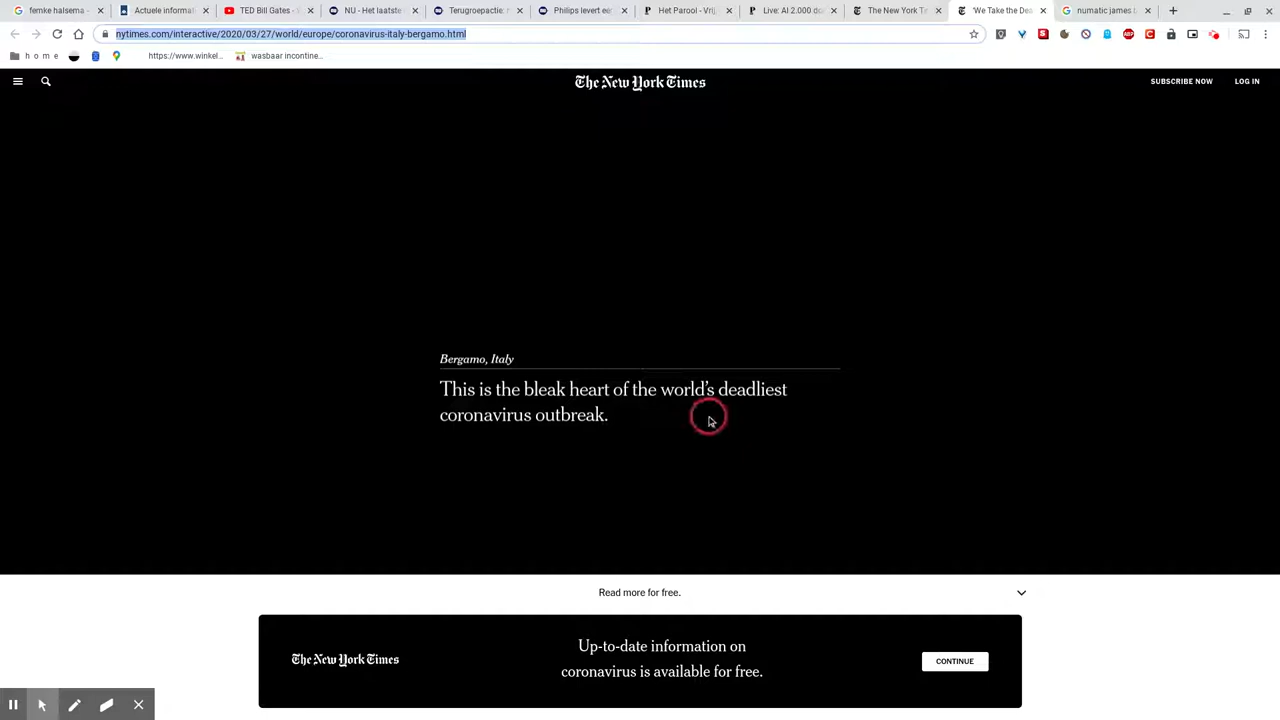 femke halsema -
Actuele informat
TED Bill Gates -
NU - Het laatste
Terugroepactie:
Philips levert ee
Het Parool - Vrij
Live: Al 2.000 do
The New York Ti
'We Take the Dea
numatic james
nytimes.com/interactive/2020/03/27/world/europe/coronavirus-italy-bergamo.html
h o m e
https://www.winkel...
wasbaar incontine...
The New York Times
SUBSCRIBE NOW
LOG IN
Bergamo, Italy
This is the bleak heart of the world's deadliest
coronavirus outbreak.
Read more for free.
The New York Times
Up-to-date information on
coronavirus is available for free.
CONTINUE